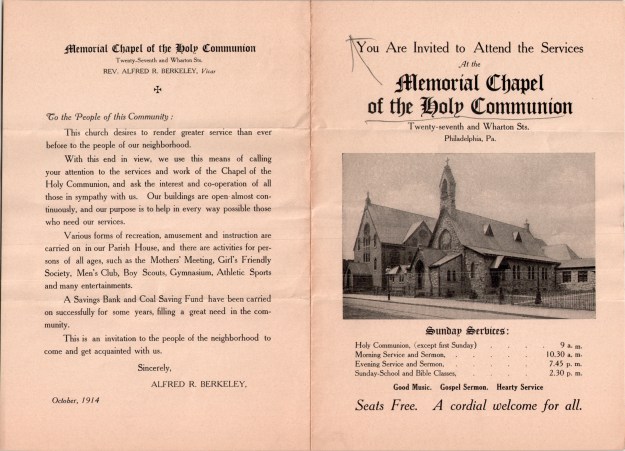 Memorial Chapel of the Holy Communion
Twenty-Seventh and Wharton Sts.
REV. ALFRED R. BERKELEY, Vicar
To the People of this Community :
This church desires to render greater service than ever
before to the people of our neighborhood.
With this end in view, we use this means of calling
your attention to the services and work of the Chapel of the
Holy Communion, and ask the interest and co-operation of all
those in sympathy with us. Our buildings are open almost con-
tinuously, and our purpose is to help in every way possible those
who need our services.
Various forms of recreation, amusement and instruction are
carried on in our Parish House, and there are activities for per-
sons of all ages, such as the Mothers' Meeting, Girl's Friendly
Society, Men's Club, Boy Scouts, Gymnasium, Athletic Sports
and many entertainments.
A Savings Bank and Coal Saving Fund have been carried
on successfully for some years, filling a great need in the com-
munity.
This is an invitation to the people of the neighborhood to
come and get acquainted with us.
Sincerely,
ALFRED R. BERKELEY,
October, 1914
You Are Invited to Attend the Services
At the
Memorial Chapel
of the Holy Communion
Twenty-seventh and Wharton Sts.
Philadelphia, Pa.
Sunday Services:
Holy Communion, (except first Sunday) . . . 9 a. m.
Morning Service and Sermon, . . . . . 10.30 a. m.
Evening Service and Sermon, . . . . . 7.45 p. m.
Sunday-School and Bible Classes, . . . . 2.30 p. m.
Good Music. Gospel Sermon. Hearty Service
Seats Free. A cordial welcome for all.